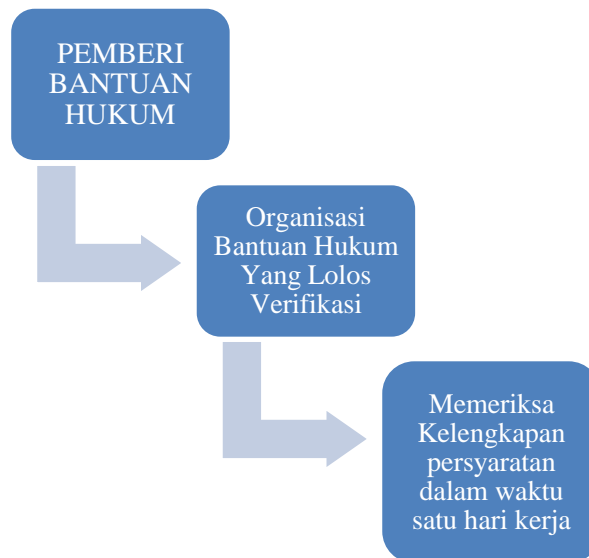 PEMBERI
BANTUAN
HUKUM
Organisasi
Bantuan Hukum
Yang Lolos
Verifikasi
Memeriksa
Kelengkapan
persyaratan
dalam waktu
satu hari kerja